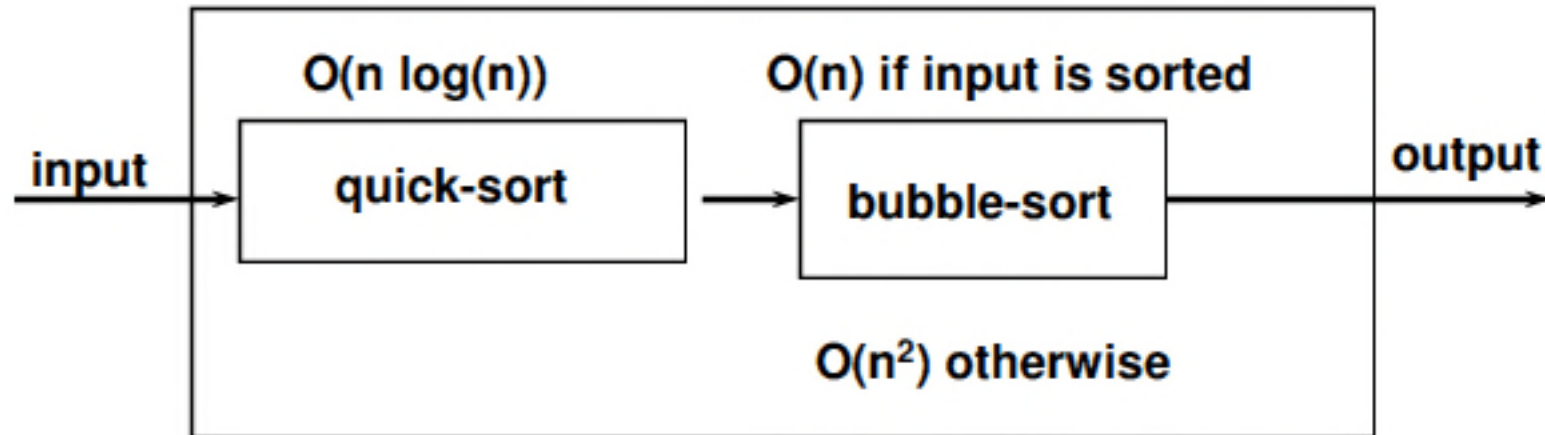 O(n log(n))
O(n) if input is sorted
input
quick-sort
bubble-sort
output
O(n²) otherwise